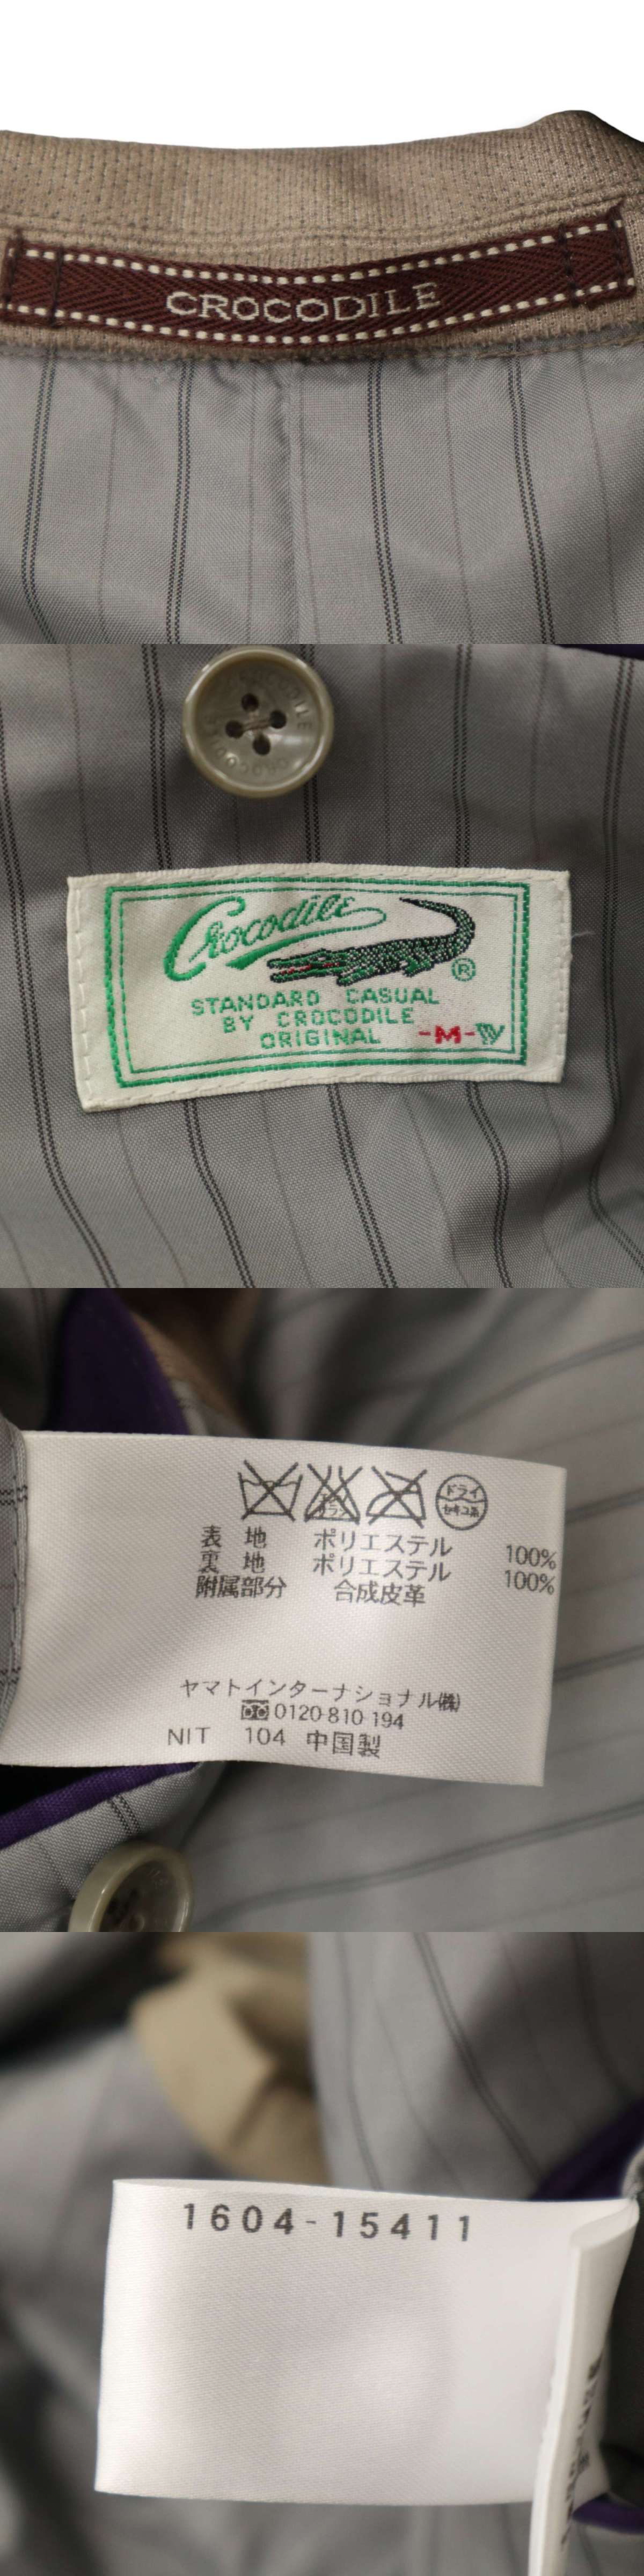 CROCODILE
CROCODILE
CROCODILE
Crocodile
®
STANDARD CASUAL
BY CROCODILE
ORIGINAL -M-
ドライ
セキユ系
表 地 ポリエステル 100%
裏 地 ポリエステル 100%
附属部分 合成皮革
ヤマトインターナショナル㈱
0120-810-194
NIT 104 中国製
1604-15411